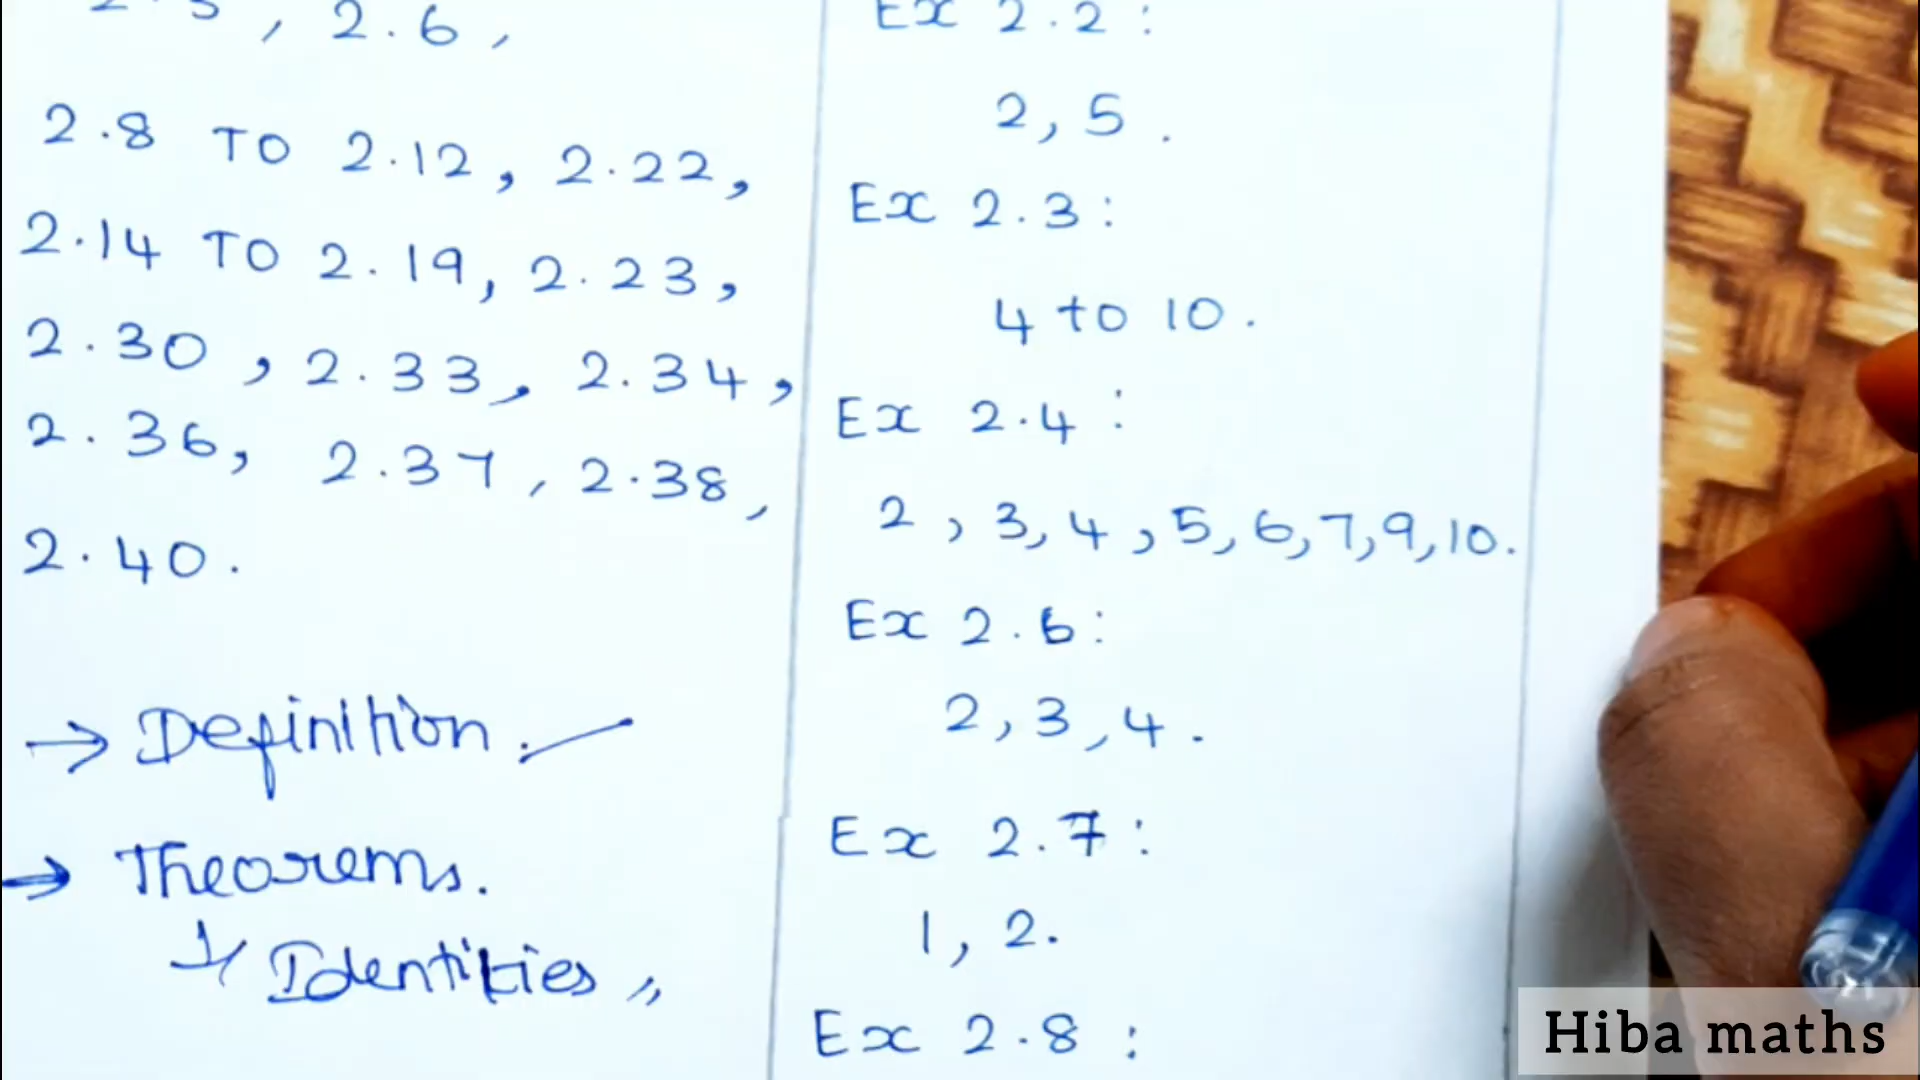 2.6,
2.8 TO 2.12, 2.22,
2.14 TO 2.19, 2.23,
2.30, 2.33, 2.34,
2.36, 2.37, 2.38,
2.40.
→ Definition.
→ Theorems.
Identities
Ex 2.2:
2, 5.
Ex 2.3:
4 to 10.
Ex 2.4:
2, 3, 4, 5, 6, 7, 9, 10.
Ex 2.6:
2, 3, 4.
Ex 2.7:
1, 2.
Ex 2.8:
Hiba maths